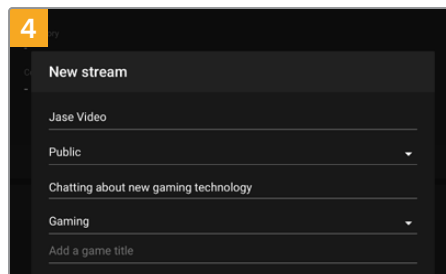 4
New stream
Jase Video
Public
Chatting about new gaming technology
Gaming
Add a game title